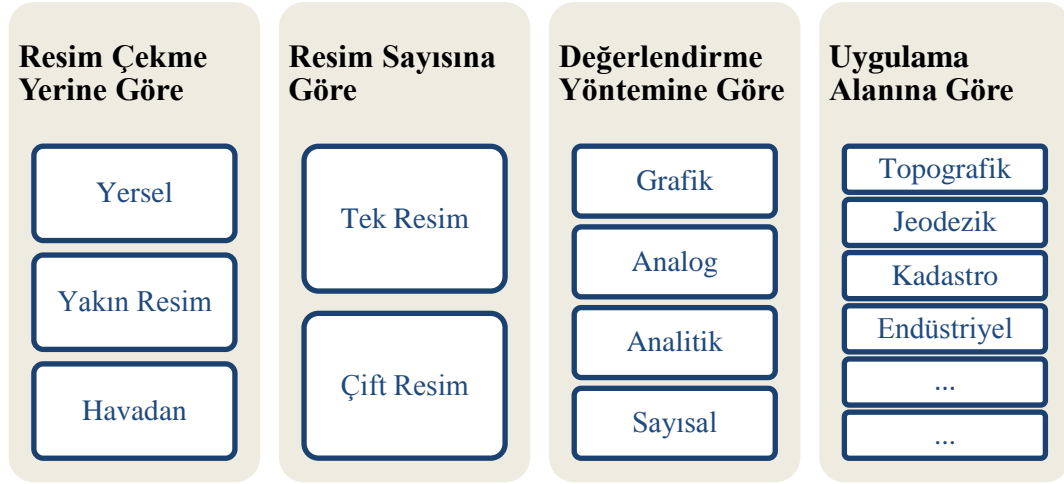 Resim Çekme
Yerine Göre
Yersel
Yakın Resim
Havadan
Resim Sayısına
Göre
Tek Resim
Çift Resim
Değerlendirme
Yöntemine Göre
Grafik
Analog
Analitik
Sayısal
Uygulama
Alanına Göre
Topografik
Jeodezik
Kadastro
Endüstriyel
...
...